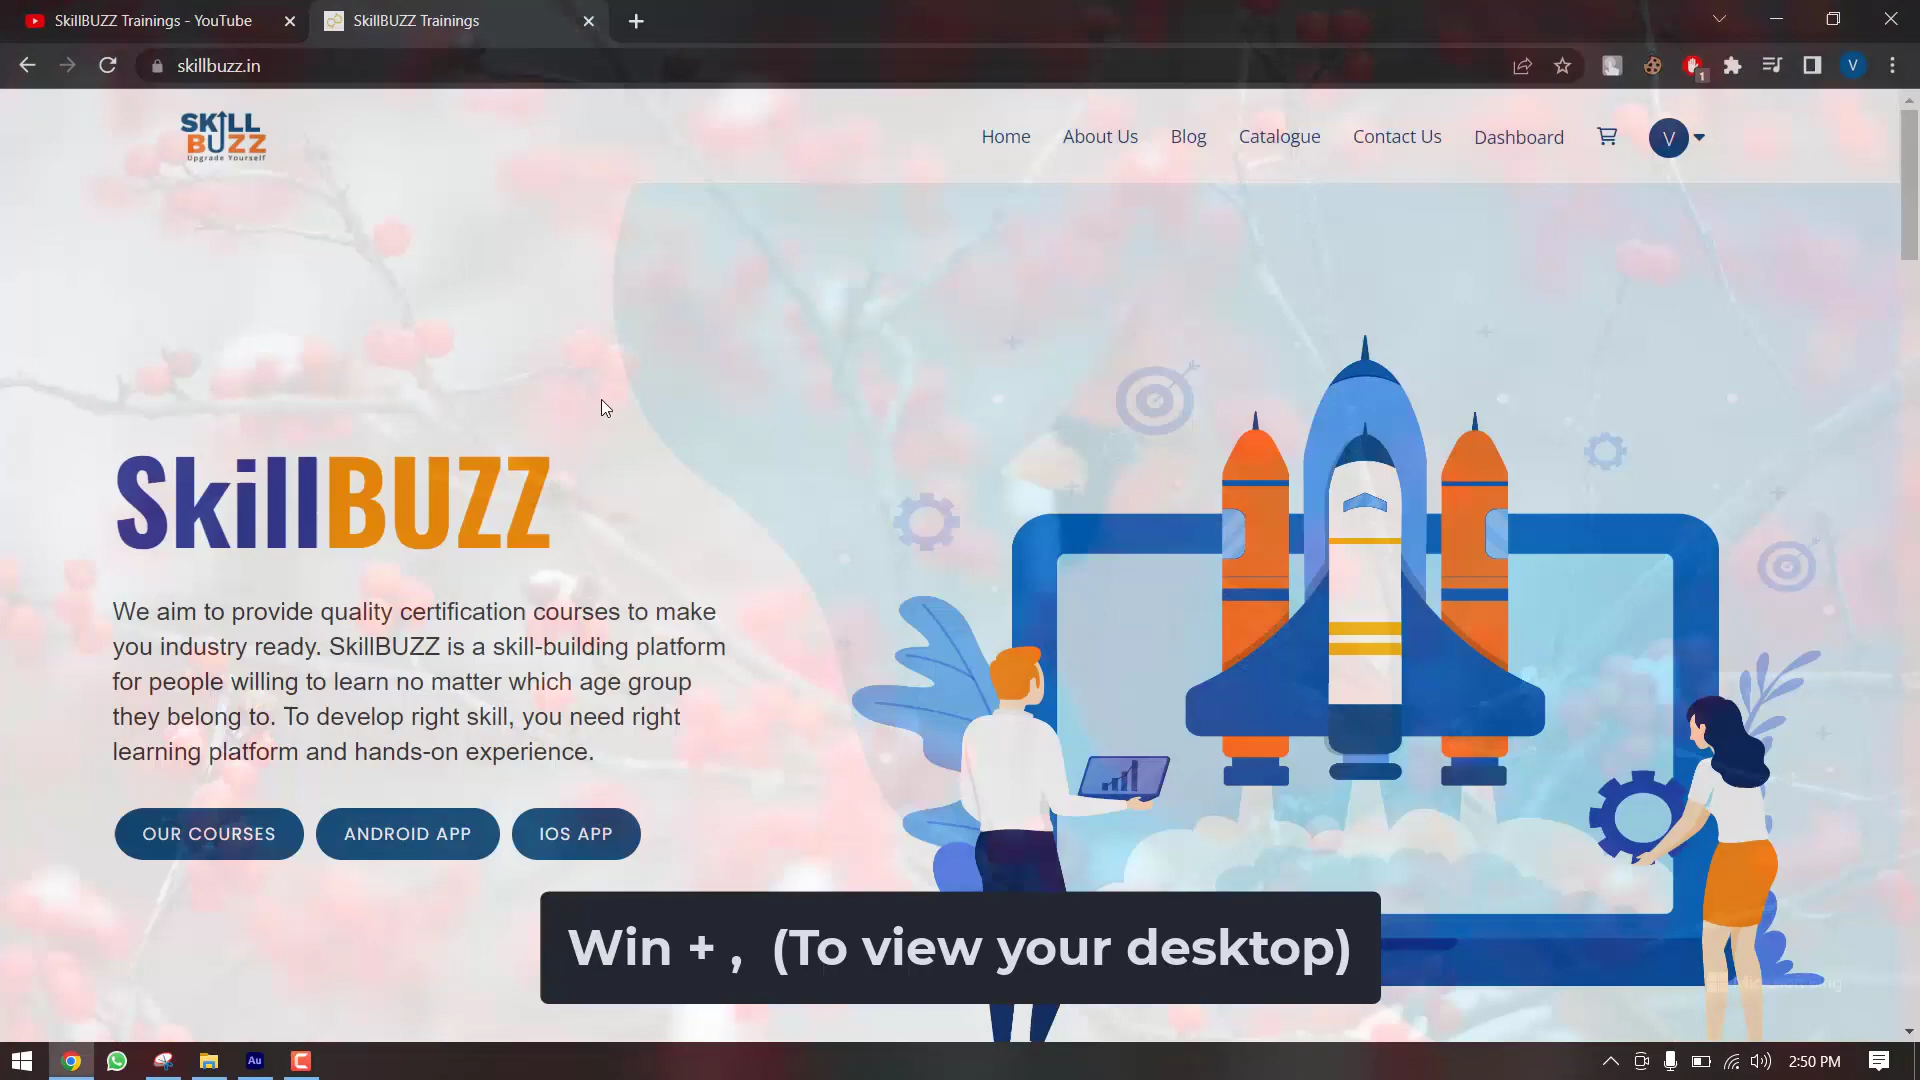 SkillBUZZ Trainings - YouTube
SkillBUZZ Trainings
skillbuzz.in
1
V
SKILL
BUZZ
Upgrade Yourself
Home
About Us
Blog
Catalogue
Contact Us
Dashboard
V
SkillBUZZ
We aim to provide quality certification courses to make
you industry ready. SkillBUZZ is a skill-building platform
for people willing to learn no matter which age group
they belong to. To develop right skill, you need right
learning platform and hands-on experience.
OUR COURSES
ANDROID APP
IOS APP
Win + , (To view your desktop)
Au
2:50 PM